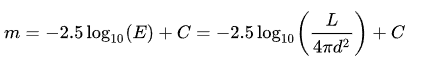 m = −2.5 log₁₀(E) + C = −2.5 log₁₀(L / 4πd²) + C